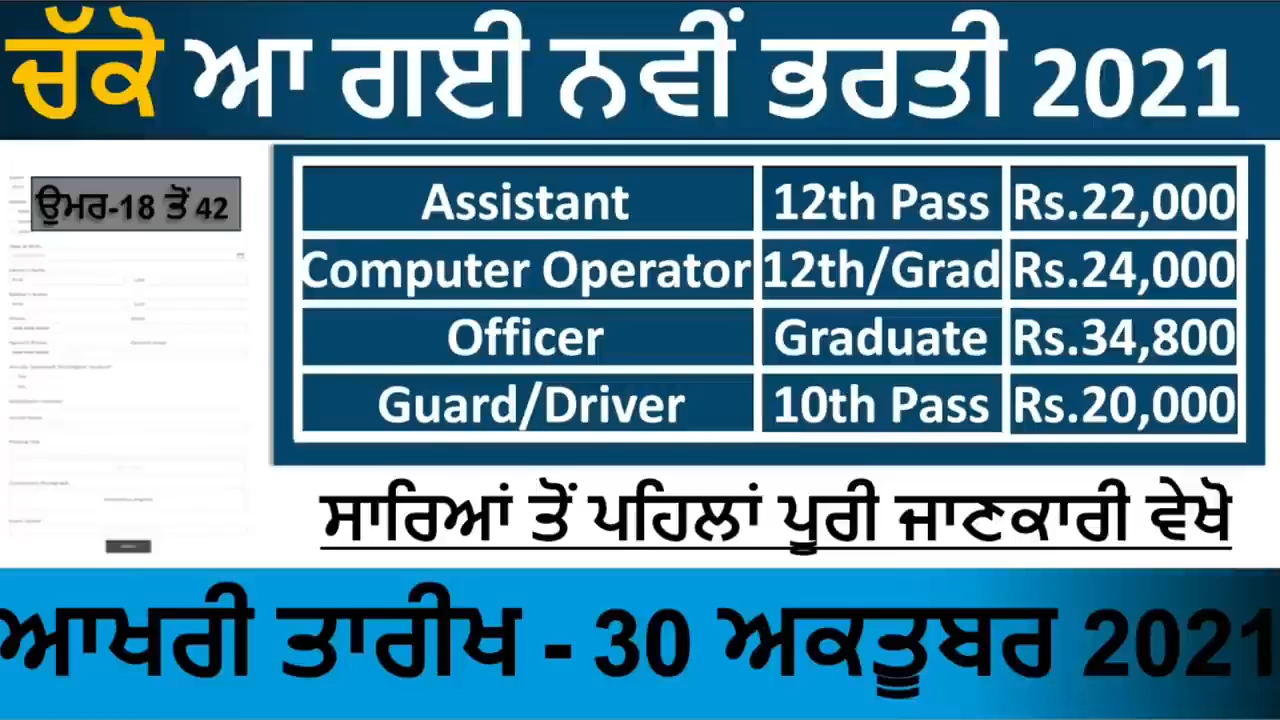 ਚੱਕੋ ਆ ਗਈ ਨਵੀਂ ਭਰਤੀ 2021
ਉਮਰ-18 ਤੋਂ 42
Assistant 12th Pass Rs.22,000
Computer Operator 12th/Grad Rs.24,000
Officer Graduate Rs.34,800
Guard/Driver 10th Pass Rs.20,000
ਸਾਰਿਆਂ ਤੋਂ ਪਹਿਲਾਂ ਪੂਰੀ ਜਾਣਕਾਰੀ ਵੇਖੋ
ਆਖਰੀ ਤਾਰੀਖ - 30 ਅਕਤੂਬਰ 2021